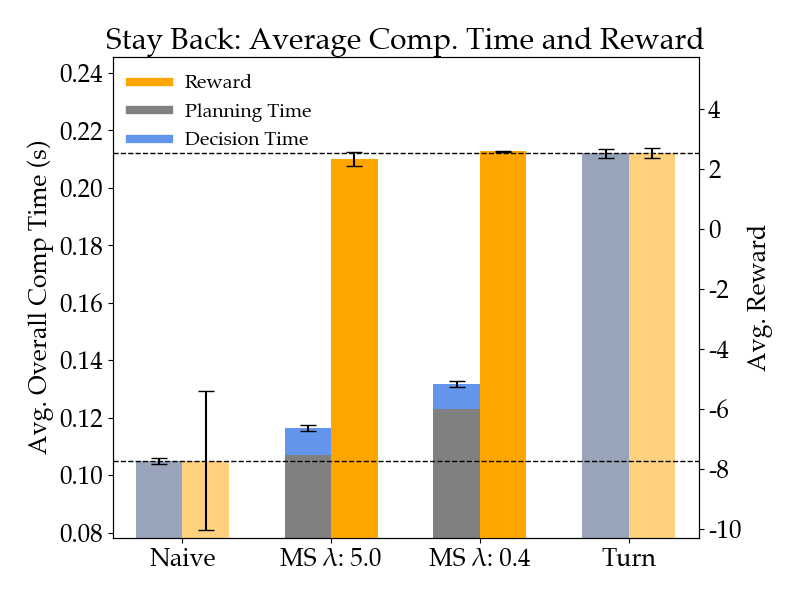 Stay Back: Average Comp. Time and Reward
Reward
Planning Time
Decision Time
Avg. Overall Comp Time (s)
0.24
0.22
0.20
0.18
0.16
0.14
0.12
0.10
0.08
4
2
0
-2
-4
-6
-8
-10
Avg. Reward
Naive
MS λ: 5.0
MS λ: 0.4
Turn